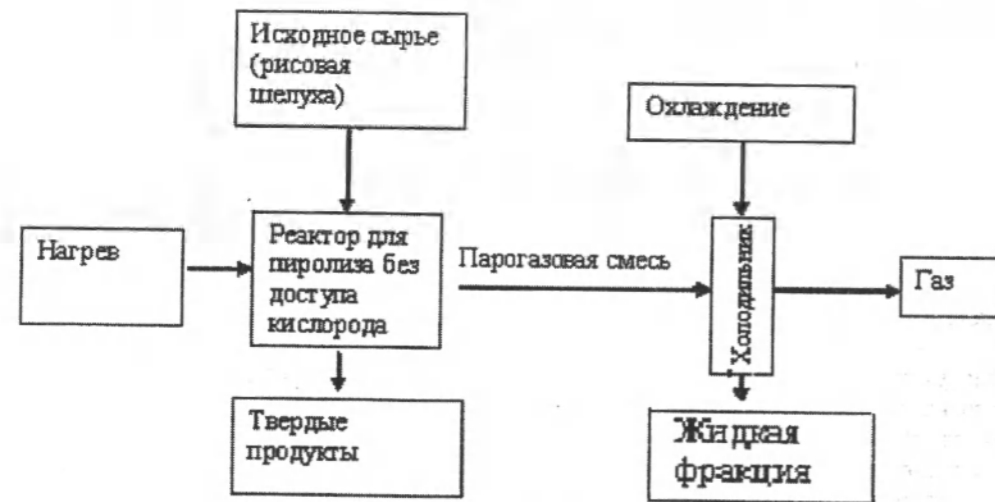 Исходное сырье
(рисовая
шелуха)
Охлаждение
Нагрев
Реактор для
пиролиза без
доступа
кислорода
Парогазовая смесь
Холодильник
Газ
Твердые
продукты
Жидкая
фракция